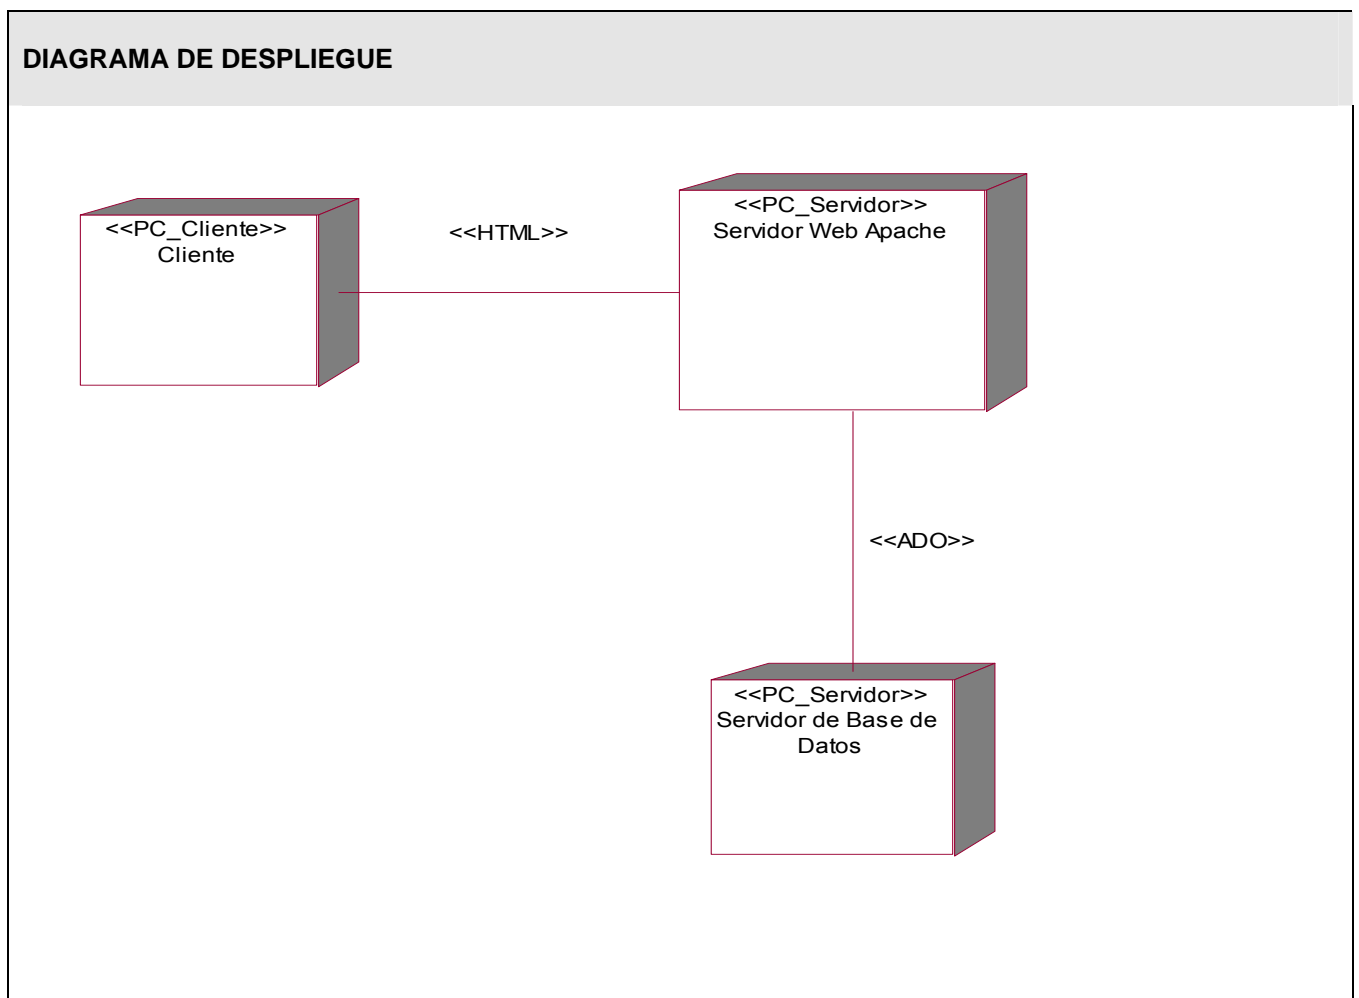 DIAGRAMA DE DESPLIEGUE
<<PC_Cliente>>
Cliente
<<HTML>>
<<PC_Servidor>>
Servidor Web Apache
<<ADO>>
<<PC_Servidor>>
Servidor de Base de
Datos